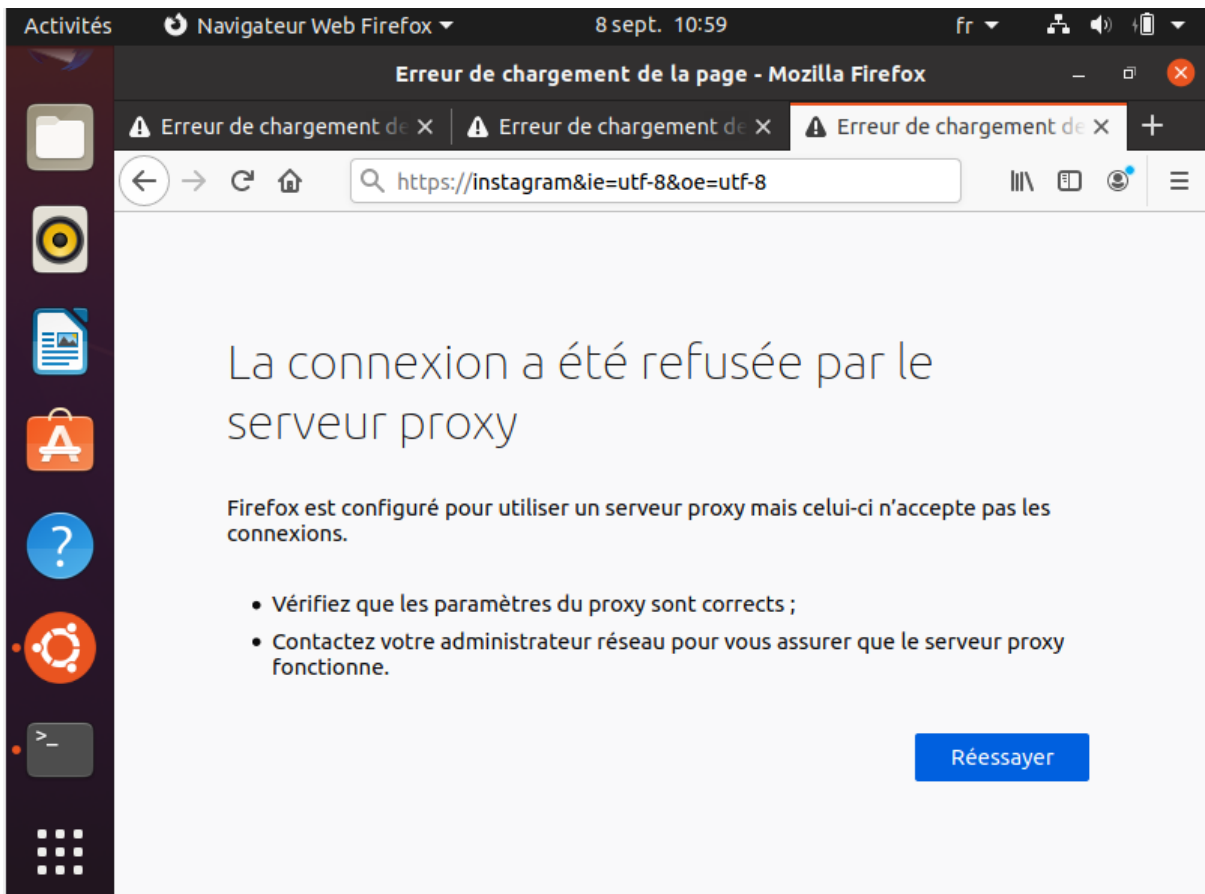 Activités Navigateur Web Firefox 8 sept. 10:59 fr
Erreur de chargement de la page - Mozilla Firefox
Erreur de chargement de Erreur de chargement de Erreur de chargement de
https://instagram&ie=utf-8&oe=utf-8
La connexion a été refusée par le
serveur proxy
Firefox est configuré pour utiliser un serveur proxy mais celui-ci n’accepte pas les
connexions.
• Vérifiez que les paramètres du proxy sont corrects ;
• Contactez votre administrateur réseau pour vous assurer que le serveur proxy
fonctionne.
Réessayer